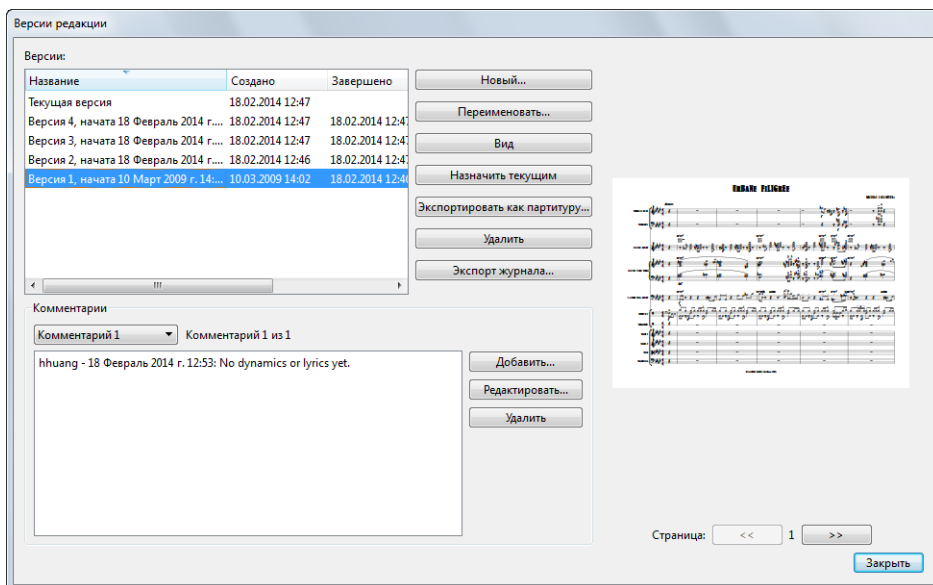 Версии редакции
Версии:
Название Создано Завершено
Текущая версия 18.02.2014 12:47
Версия 4, начата 18 Февраль 2014 г.... 18.02.2014 12:47 18.02.2014 12:47
Версия 3, начата 18 Февраль 2014 г.... 18.02.2014 12:47 18.02.2014 12:47
Версия 2, начата 18 Февраль 2014 г.... 18.02.2014 12:46 18.02.2014 12:47
Версия 1, начата 10 Март 2009 г. 14:... 10.03.2009 14:02 18.02.2014 12:46
Новый...
Переименовать...
Вид
Назначить текущим
Экспортировать как партитуру...
Удалить
Экспорт журнала...
URBANE FILIGREE
Комментарии
Комментарий 1 Комментарий 1 из 1
hhuang - 18 Февраль 2014 г. 12:53: No dynamics or lyrics yet.
Добавить...
Редактировать...
Удалить
Страница: << 1 >>
Закрыть